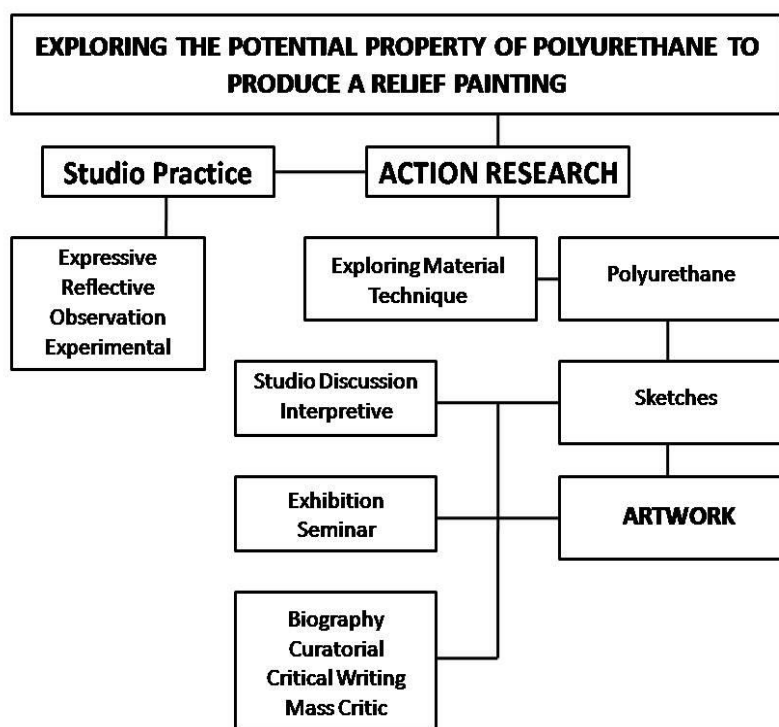 EXPLORING THE POTENTIAL PROPERTY OF POLYURETHANE TO
PRODUCE A RELIEF PAINTING
Studio Practice
ACTION RESEARCH
Expressive
Reflective
Observation
Experimental
Exploring Material
Technique
Polyurethane
Studio Discussion
Interpretive
Sketches
Exhibition
Seminar
ARTWORK
Biography
Curatorial
Critical Writing
Mass Critic